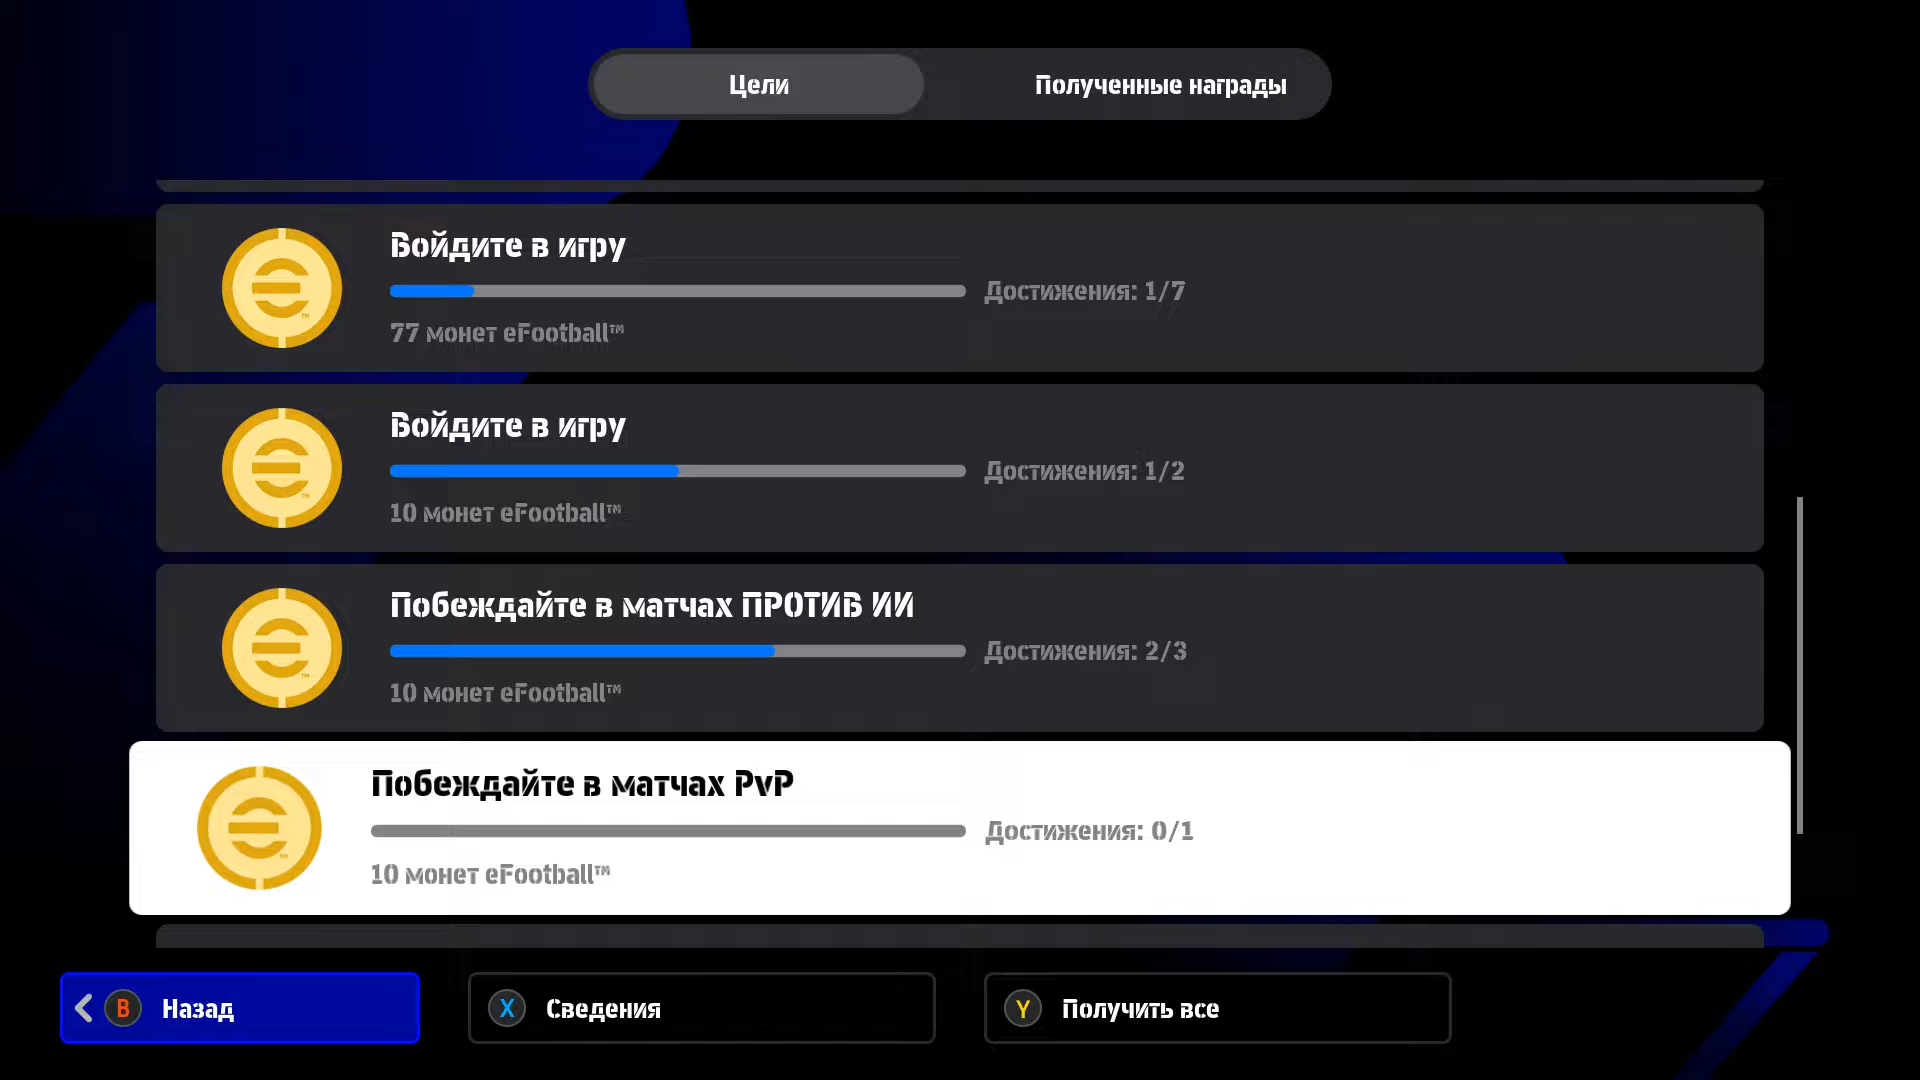 Цели
Полученные награды
Войдите в игру
Достижения: 1/7
77 монет eFootball™
Войдите в игру
Достижения: 1/2
10 монет eFootball™
Побеждайте в матчах ПРОТИВ ИИ
Достижения: 2/3
10 монет eFootball™
Побеждайте в матчах PvP
Достижения: 0/1
10 монет eFootball™
B Назад
X Сведения
Y Получить все